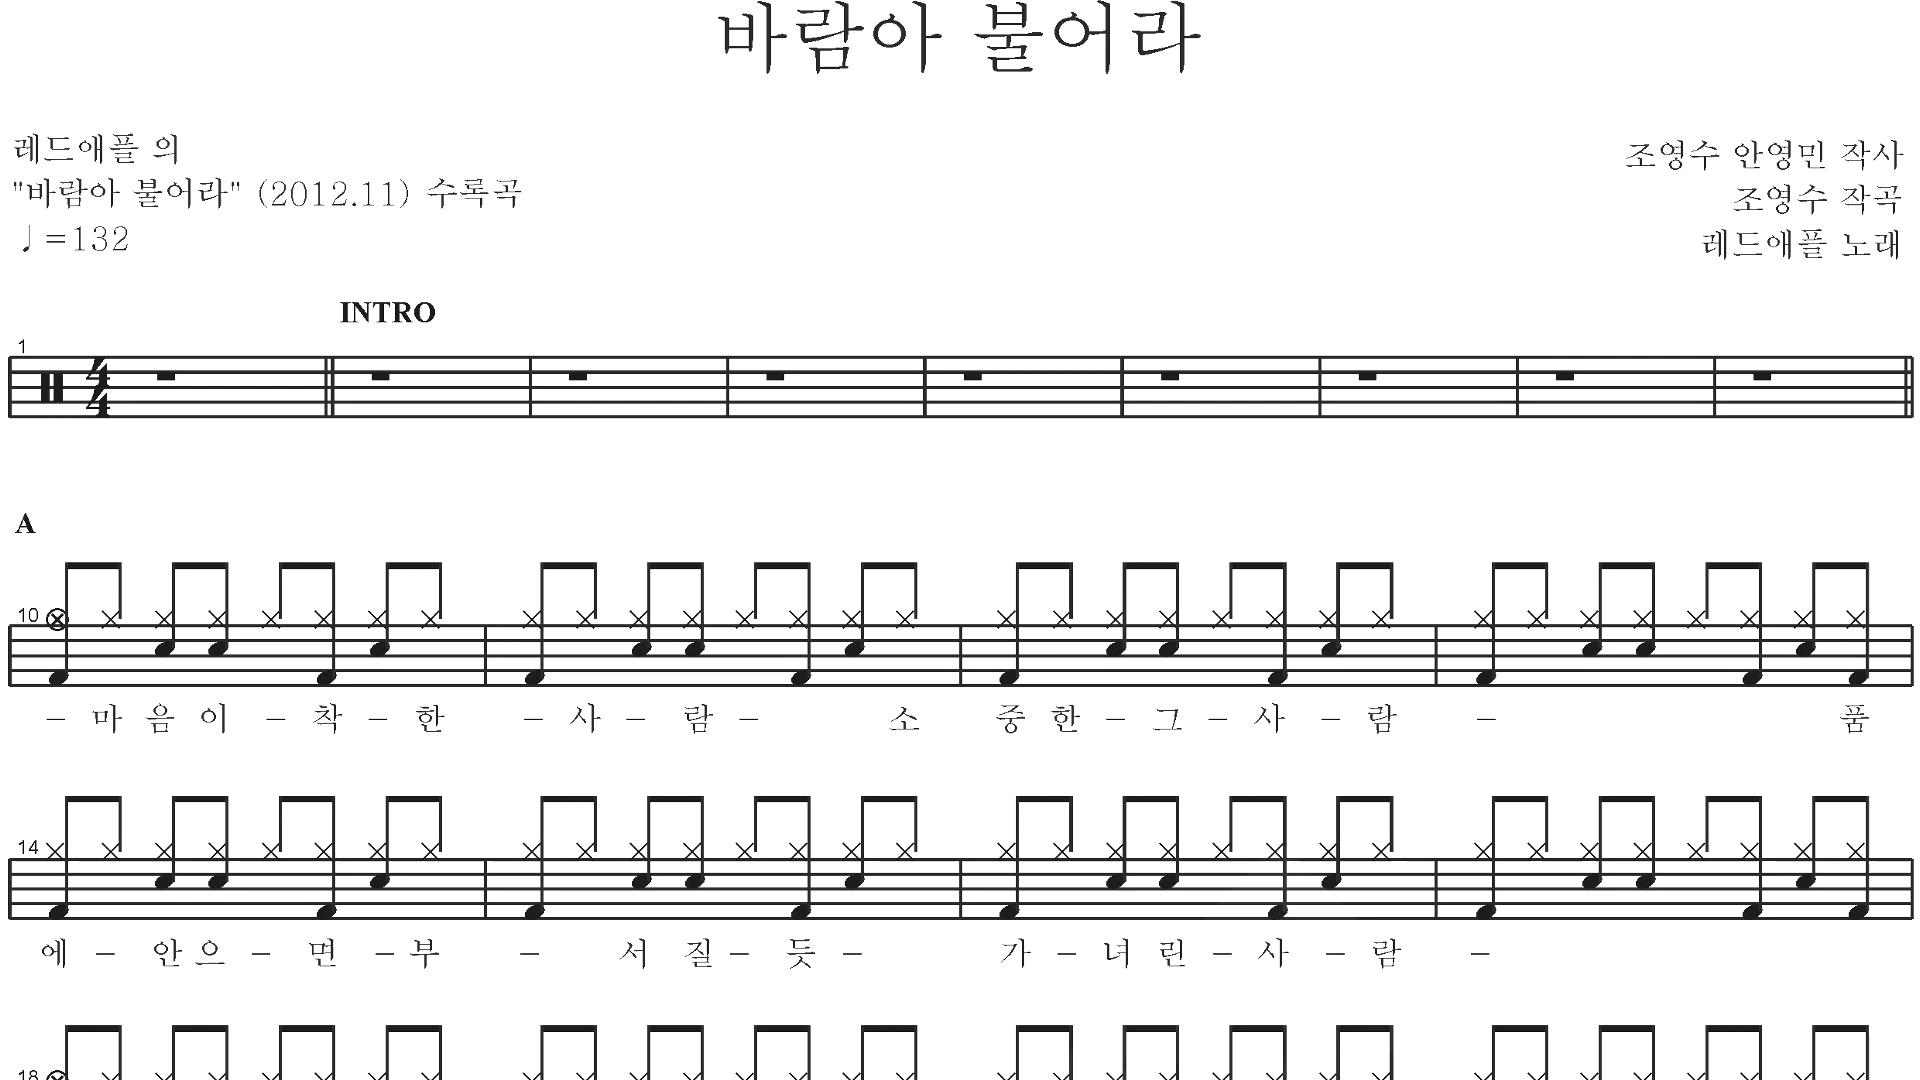 바람아 불어라
레드애플 의
조영수 안영민 작사
"바람아 불어라" (2012.11) 수록곡
조영수 작곡
♩=132
레드애플 노래
INTRO
1
4
4
A
10
- 마 음 이 - 착 - 한 - 사 - 람 - 소 중 한 - 그 - 사 - 람 - 품
14
에 - 안 으 - 면 - 부 - 서 질 - 듯 - 가 - 녀 린 - 사 - 람 -
18